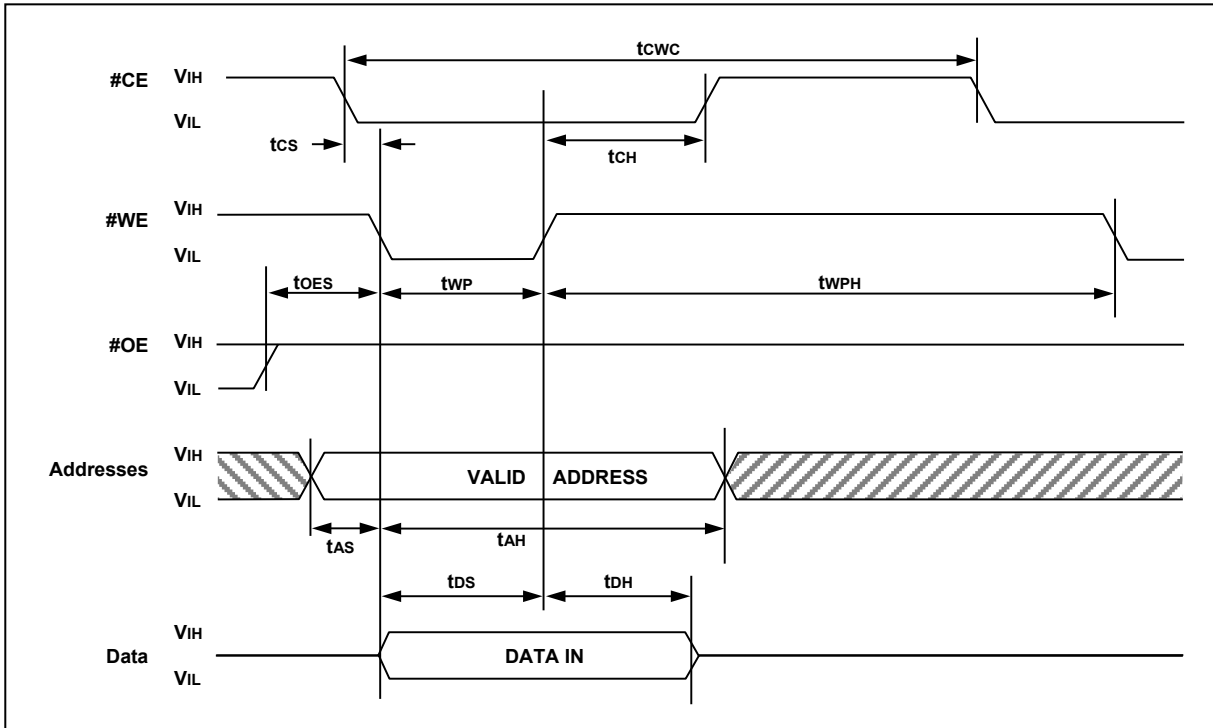 tCWC
#CE
VIH
VIL
tCS
tCH
#WE
VIH
VIL
tOES
tWP
tWPH
#OE
VIH
VIL
Addresses
VIH
VIL
VALID ADDRESS
tAS
tAH
tDS
tDH
Data
VIH
VIL
DATA IN